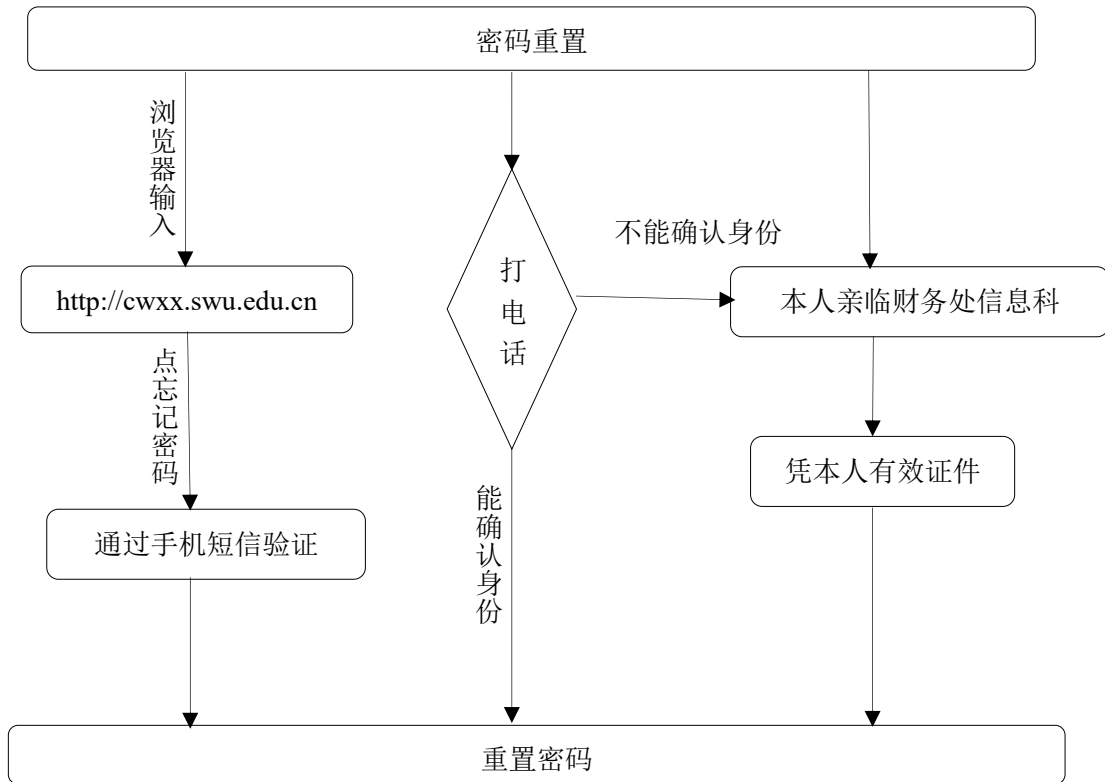 密码重置
浏览器输入
不能确认身份
打电话
http://cwxx.swu.edu.cn
本人亲临财务处信息科
点忘记密码
凭本人有效证件
能确认身份
通过手机短信验证
重置密码